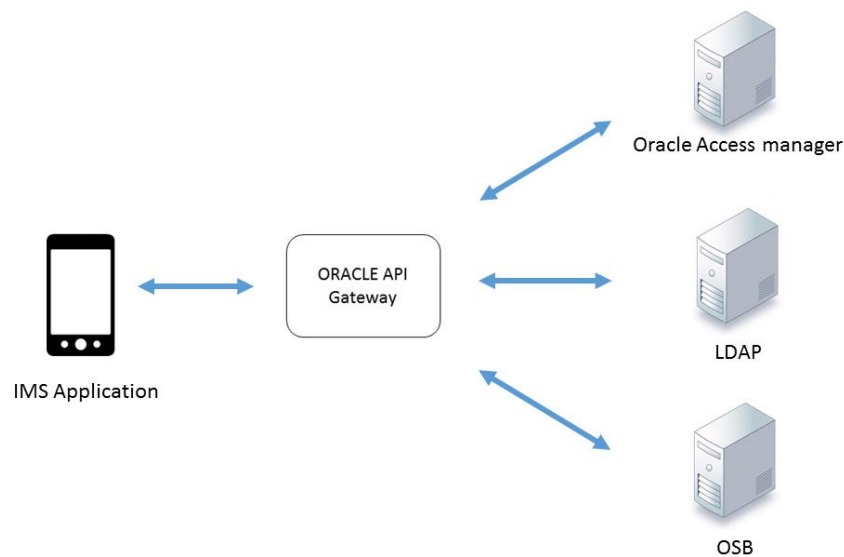 Oracle Access manager
ORACLE API
Gateway
LDAP
IMS Application
OSB